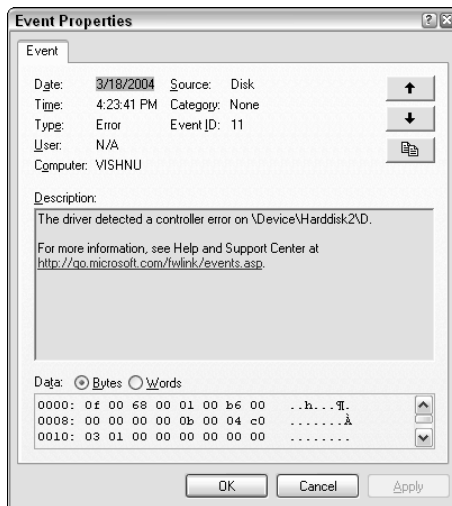 Event Properties
Event
Date: 3/18/2004 Source: Disk
Time: 4:23:41 PM Category: None
Type: Error Event ID: 11
User: N/A
Computer: VISHNU
Description:
The driver detected a controller error on \Device\Harddisk2\D.
For more information, see Help and Support Center at
http://go.microsoft.com/fwlink/events.asp.
Data: Bytes Words
0000: 0f 00 68 00 01 00 b6 00 ..h...¶.
0008: 00 00 00 00 0b 00 04 c0 .......À
0010: 03 01 00 00 00 00 00 00 ........
OK Cancel Apply